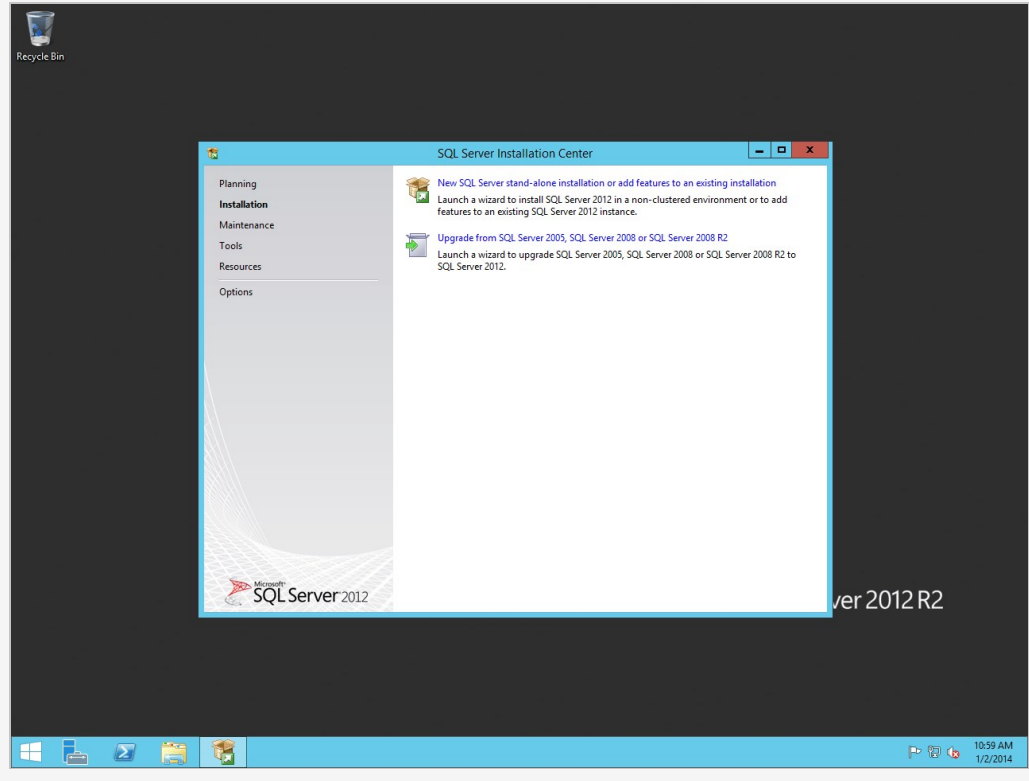 Recycle Bin
SQL Server Installation Center
Planning
Installation
Maintenance
Tools
Resources
Options
New SQL Server stand-alone installation or add features to an existing installation
Launch a wizard to install SQL Server 2012 in a non-clustered environment or to add
features to an existing SQL Server 2012 instance.
Upgrade from SQL Server 2005, SQL Server 2008 or SQL Server 2008 R2
Launch a wizard to upgrade SQL Server 2005, SQL Server 2008 or SQL Server 2008 R2 to
SQL Server 2012.
Microsoft®
SQL Server® 2012
ver 2012 R2
10:59 AM
1/2/2014